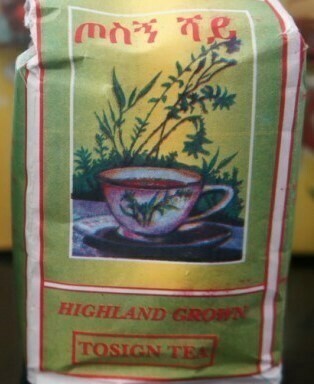 ጦስኝ ሻይ
HIGHLAND GROWN
TOSIGN TEA